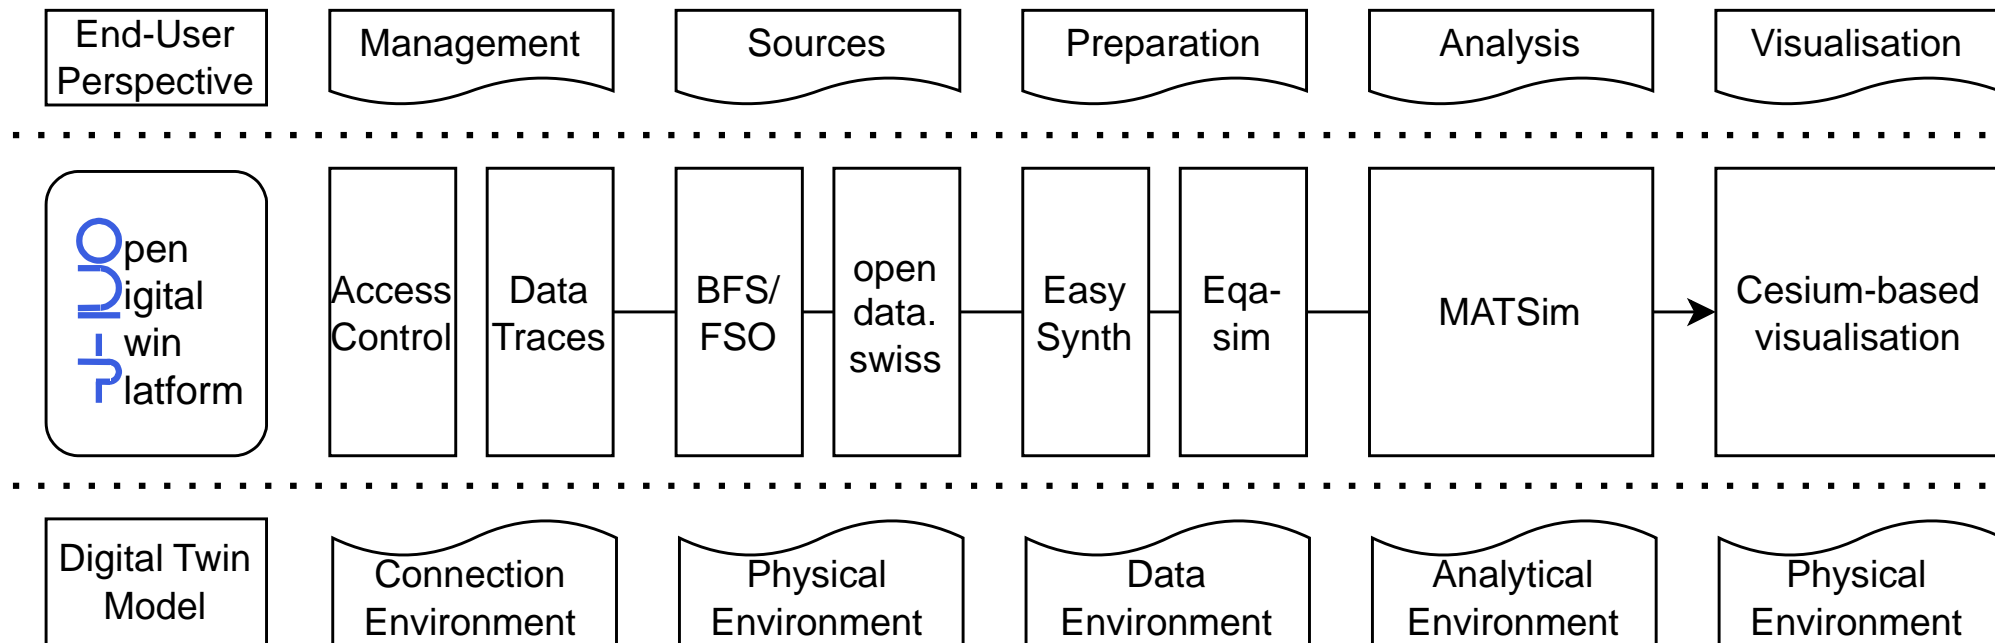 End-User
Perspective
Management
Sources
Preparation
Analysis
Visualisation
Open
Digital
Twin
Platform
Access
Control
Data
Traces
BFS/
FSO
open
data.
swiss
Easy
Synth
Eqa-
sim
MATSim
Cesium-based
visualisation
Digital Twin
Model
Connection
Environment
Physical
Environment
Data
Environment
Analytical
Environment
Physical
Environment